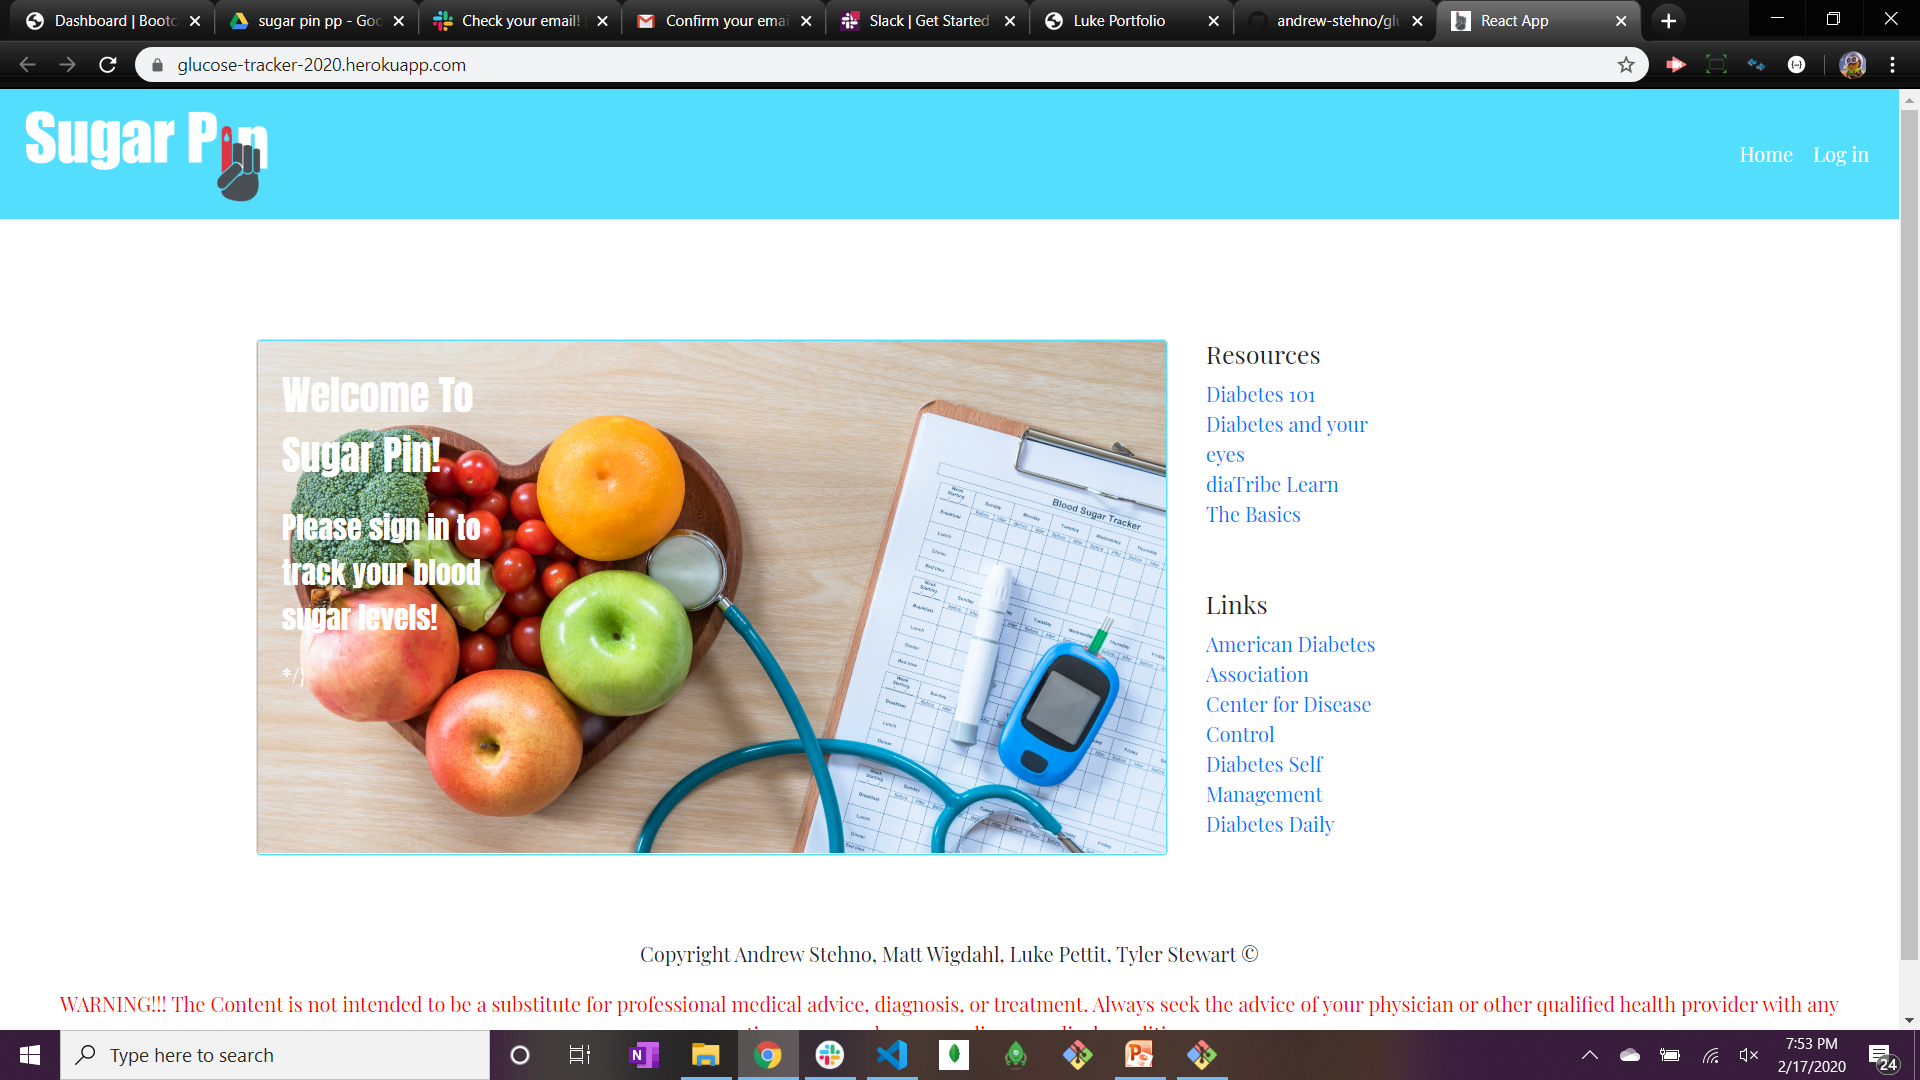 Dashboard | Bootc
sugar pin pp - Goo
Check your email!
Confirm your emai
Slack | Get Started
Luke Portfolio
andrew-stehno/gl
React App
glucose-tracker-2020.herokuapp.com
Sugar Pin
Home Log in
Welcome To
Sugar Pin!
Please sign in to
track your blood
sugar levels!
*/}
Blood Sugar Tracker
Resources
Diabetes 101
Diabetes and your
eyes
diaTribe Learn
The Basics
Links
American Diabetes
Association
Center for Disease
Control
Diabetes Self
Management
Diabetes Daily
Copyright Andrew Stehno, Matt Wigdahl, Luke Pettit, Tyler Stewart ©
WARNING!!! The Content is not intended to be a substitute for professional medical advice, diagnosis, or treatment. Always seek the advice of your physician or other qualified health provider with any
Type here to search
7:53 PM
2/17/2020
24